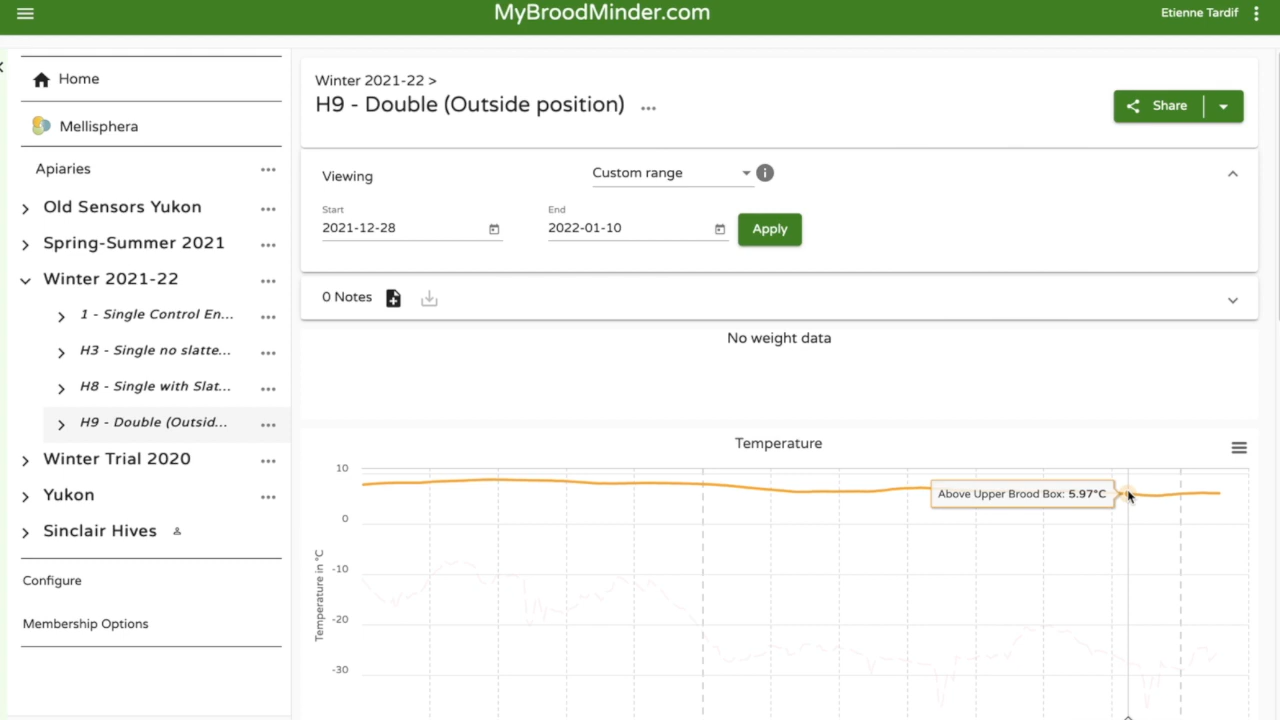 MyBroodMinder.com
Etienne Tardif
Home
Mellisphera
Apiaries
Old Sensors Yukon
Spring-Summer 2021
Winter 2021-22
1 - Single Control En...
H3 - Single no slatte...
H8 - Single with Slat...
H9 - Double (Outsid...
Winter Trial 2020
Yukon
Sinclair Hives
Configure
Membership Options
Winter 2021-22 >
H9 - Double (Outside position)
Share
Viewing
Custom range
Start
2021-12-28
End
2022-01-10
Apply
0 Notes
No weight data
Temperature
Temperature in °C
10
0
-10
-20
-30
Above Upper Brood Box: 5.97°C